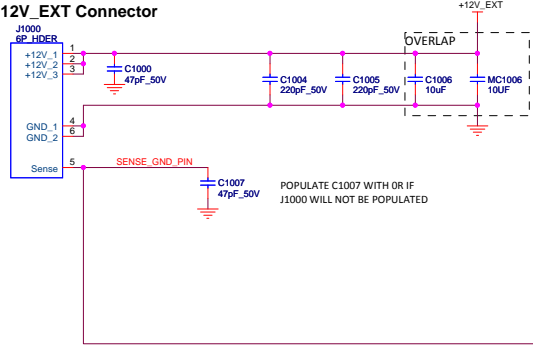 12V_EXT Connector
+12V_EXT
J1000
6P_HDER
OVERLAP
+12V_1 1
+12V_2 2
+12V_3 3
C1000
47pF_50V
C1004
220pF_50V
C1005
220pF_50V
C1006
10uF
MC1006
10UF
GND_1 4
GND_2 6
Sense 5
SENSE_GND_PIN
C1007
47pF_50V
POPULATE C1007 WITH 0R IF
J1000 WILL NOT BE POPULATED